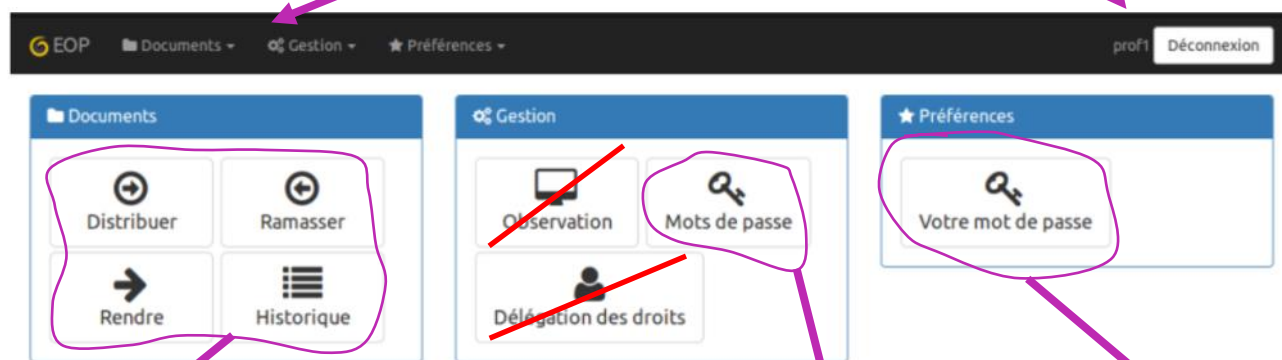 EOP Documents Gestion Préférences prof1 Déconnexion
Documents
Distribuer Ramasser
Rendre Historique
Gestion
Observation Mots de passe
Délégation des droits
Préférences
Votre mot de passe